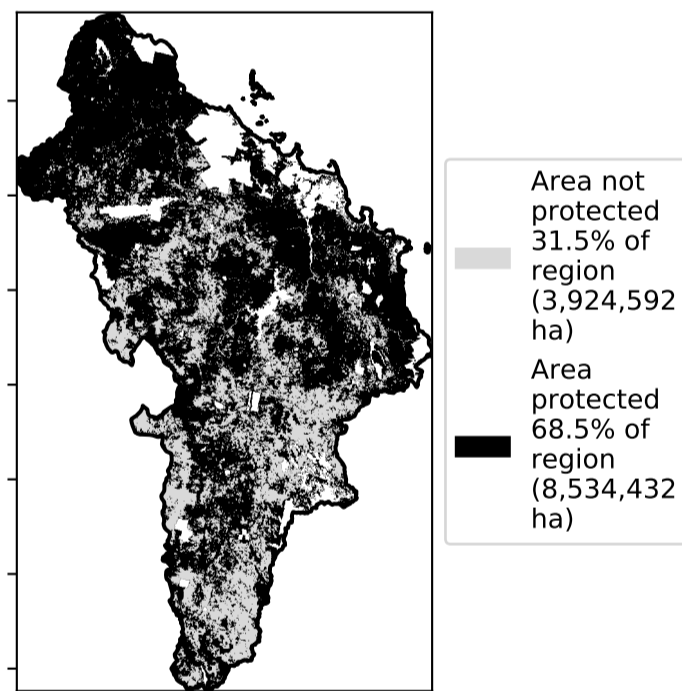 Area not
protected
31.5% of
region
(3,924,592
ha)
Area
protected
68.5% of
region
(8,534,432
ha)